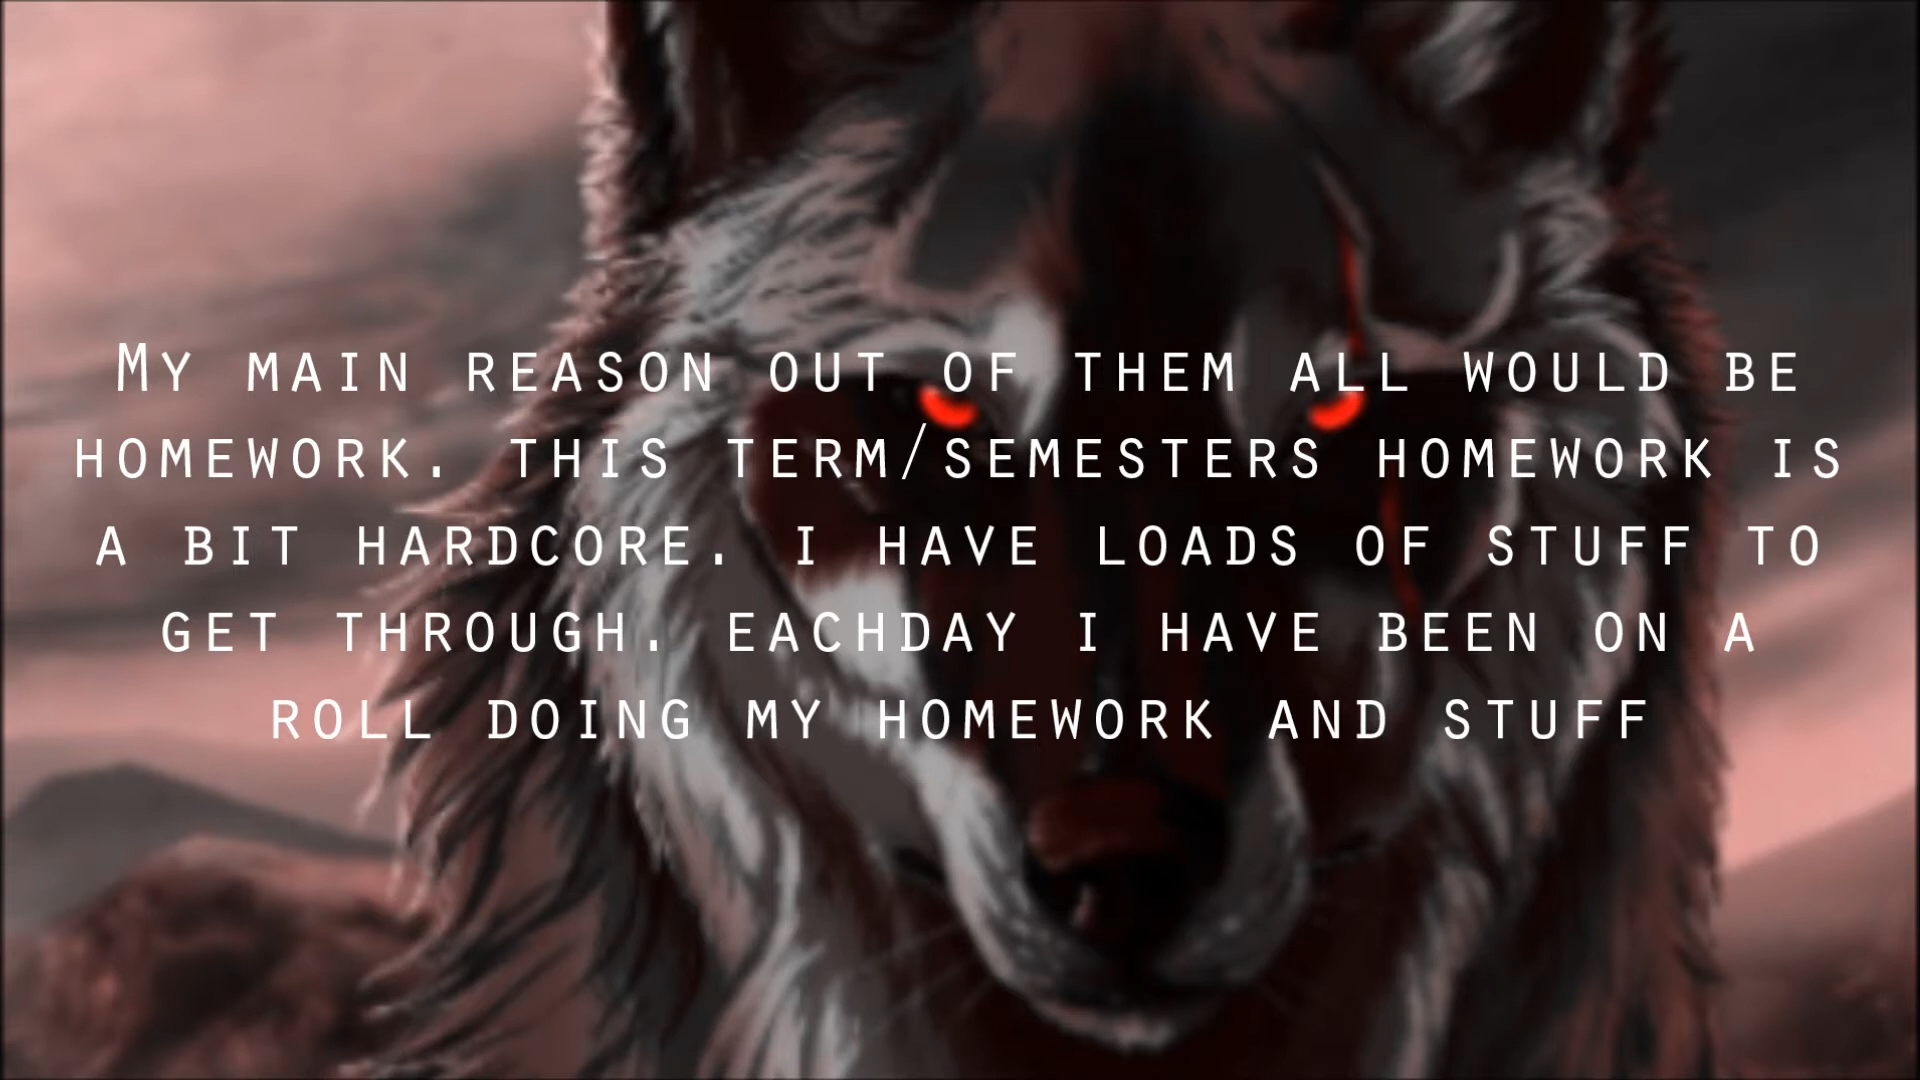 My main reason out of them all would be
homework. this term/semesters homework is
a bit hardcore. i have loads of stuff to
get through. eachday i have been on a
roll doing my homework and stuff